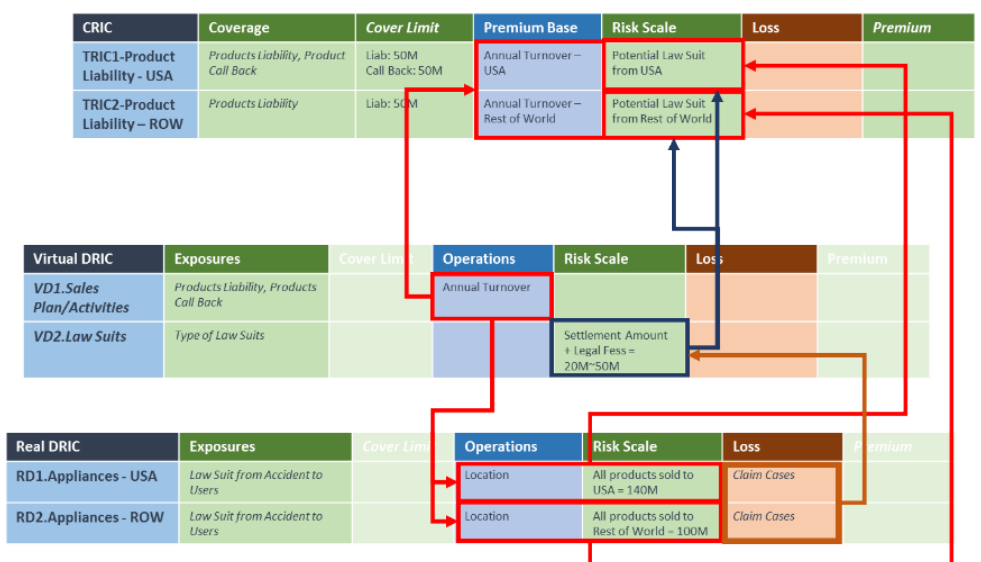 CRIC Coverage Cover Limit Premium Base Risk Scale Loss Premium
TRIC1-Product Products Liability, Product Liab: 50M Annual Turnover – Potential Law Suit
Liability - USA Call Back Call Back: 50M USA from USA
TRIC2-Product Products Liability Liab: 50M Annual Turnover – Potential Law Suit
Liability – ROW Rest of World from Rest of World
Virtual DRIC Exposures Cover Limit Operations Risk Scale Loss Premium
VD1.Sales Products Liability, Products Annual Turnover
Plan/Activities Call Back
VD2.Law Suits Type of Law Suits Settlement Amount
+ Legal Fess =
20M~50M
Real DRIC Exposures Cover Limit Operations Risk Scale Loss Premium
RD1.Appliances - USA Law Suit from Accident to Location All products sold to Claim Cases
Users USA = 140M
RD2.Appliances - ROW Law Suit from Accident to Location All products sold to Claim Cases
Users Rest of World – 100M